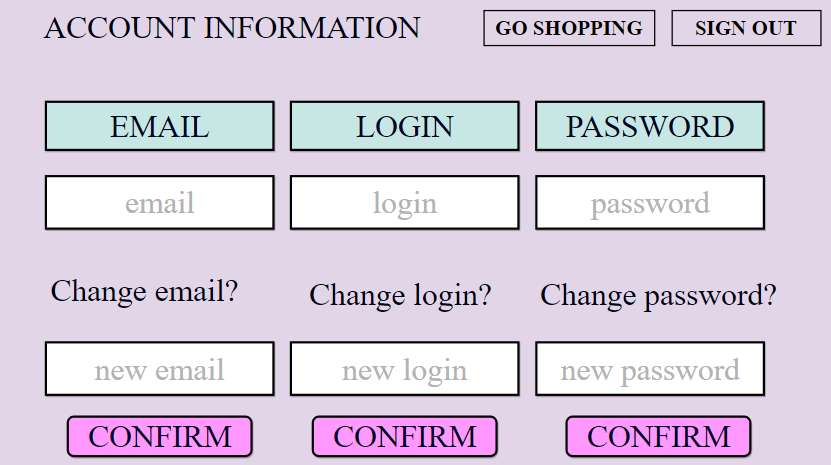 ACCOUNT INFORMATION GO SHOPPING SIGN OUT
EMAIL LOGIN PASSWORD
email login password
Change email? Change login? Change password?
new email new login new password
CONFIRM CONFIRM CONFIRM